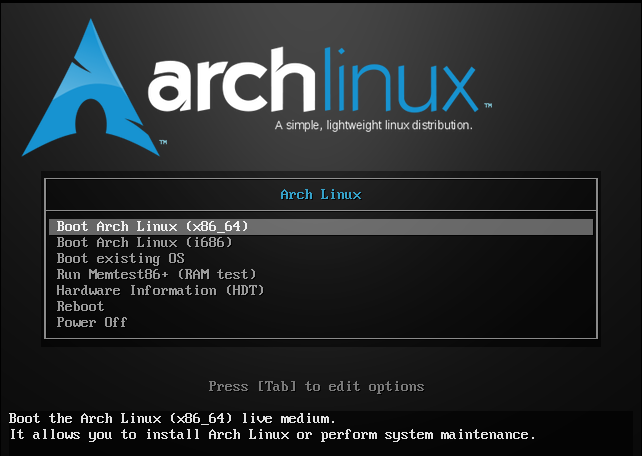 archlinux™
A simple, lightweight linux distribution.
™
Arch Linux
Boot Arch Linux (x86_64)
Boot Arch Linux (i686)
Boot existing OS
Run Memtest86+ (RAM test)
Hardware Information (HDT)
Reboot
Power Off
Press [Tab] to edit options
Boot the Arch Linux (x86_64) live medium.
It allows you to install Arch Linux or perform system maintenance.